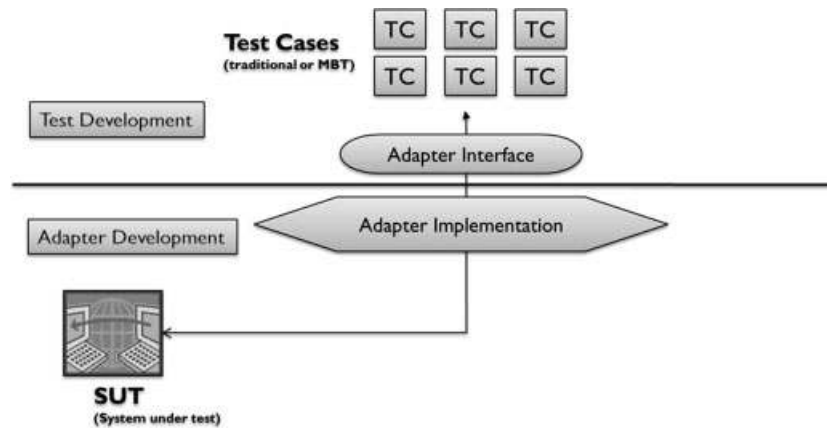 Test Cases
(traditional or MBT)
TC TC TC
TC TC TC
Test Development
Adapter Interface
Adapter Development
Adapter Implementation
SUT
(System under test)